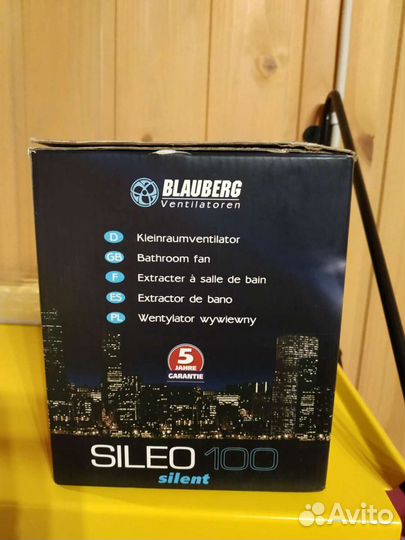 BLAUBERG
Ventilatoren
D Kleinraumventilator
GB Bathroom fan
F Extracter à salle de bain
ES Extractor de bano
PL Wentylator wywiewny
5
JAHRE
GARANTIE
SILEO 100
silent
Avito